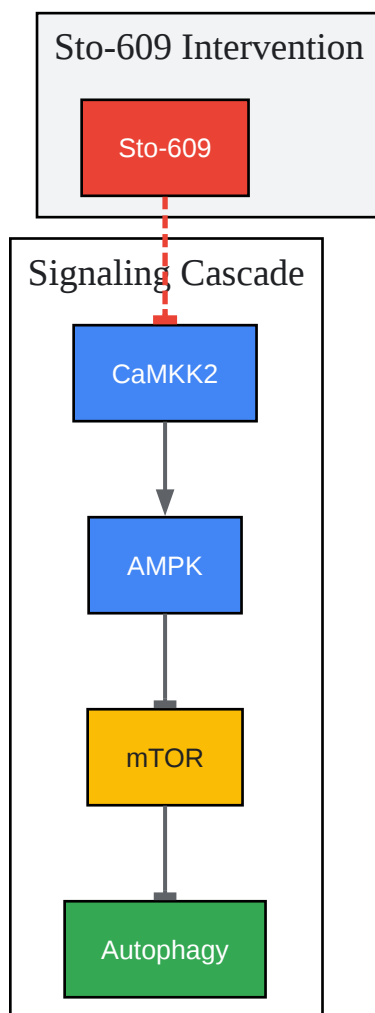 Sto-609 Intervention
Sto-609
Signaling Cascade
CaMKK2
AMPK
mTOR
Autophagy